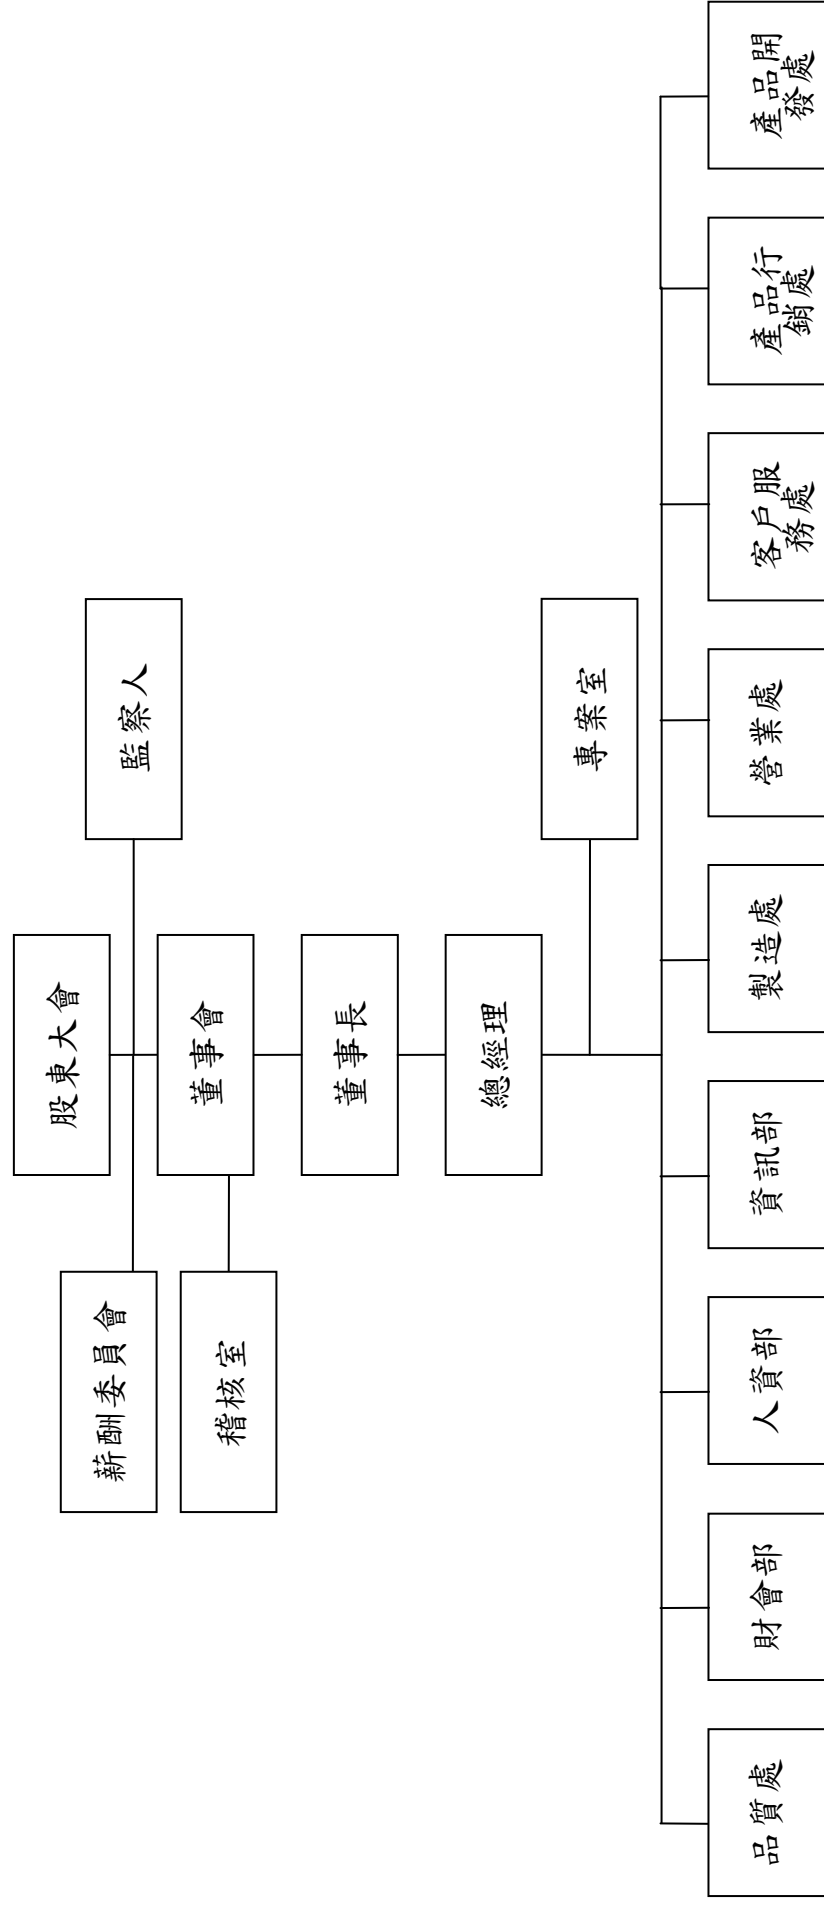 股東大會
監察人
薪酬委員會
董事會
稽核室
董事長
總經理
專案室
品質處
財會部
人資部
資訊部
製造處
營業處
客戶服
務處
產品行
銷處
產品開
發處